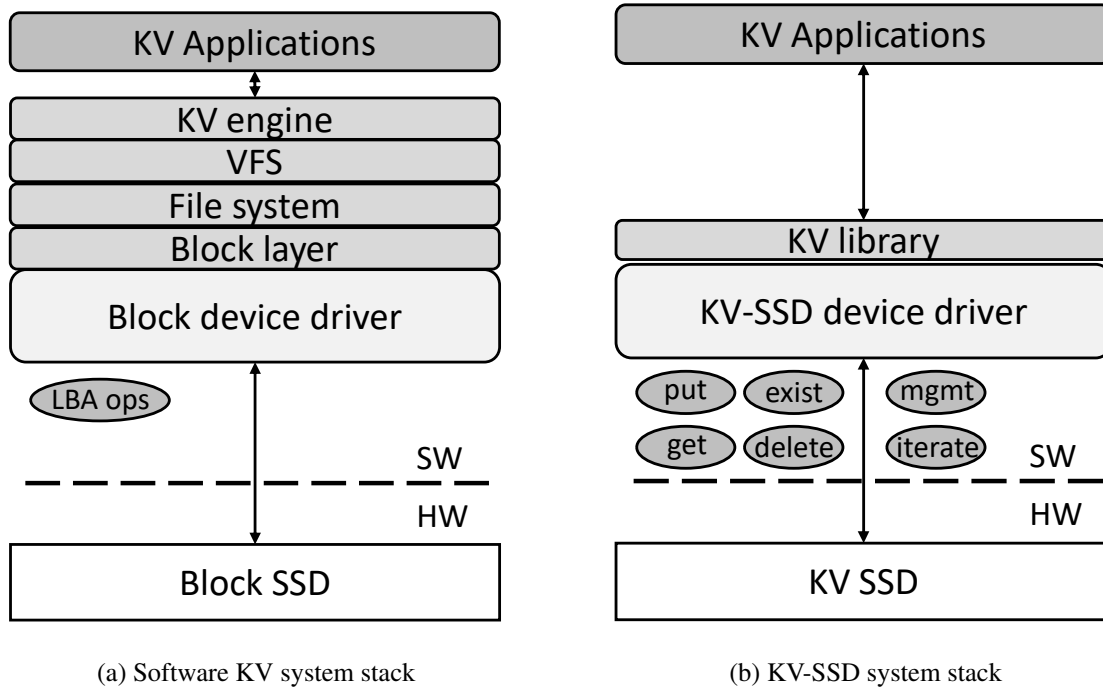 KV Applications
KV engine
VFS
File system
Block layer
Block device driver
LBA ops
SW
HW
Block SSD
(a) Software KV system stack
KV Applications
KV library
KV-SSD device driver
put exist mgmt
get delete iterate
SW
HW
KV SSD
(b) KV-SSD system stack